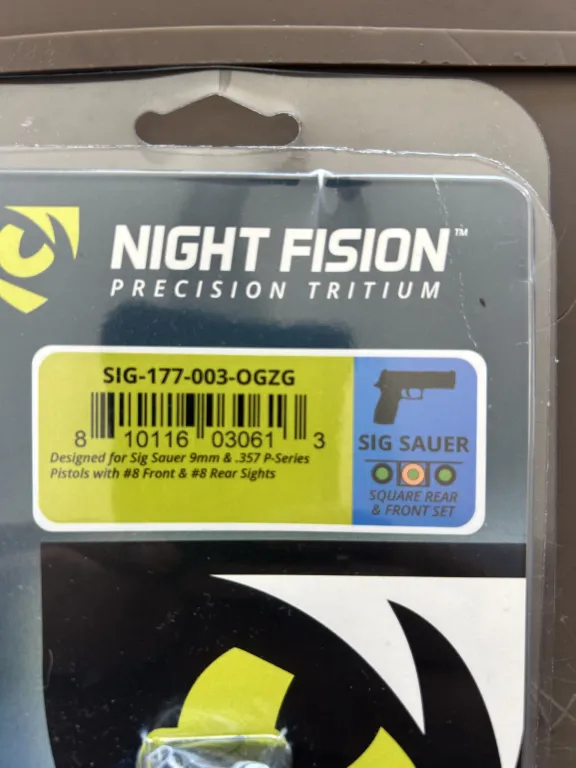 NIGHT FISION™
PRECISION TRITIUM
SIG-177-003-OGZG
8 10116 03061 3
Designed for Sig Sauer 9mm & .357 P-Series
Pistols with #8 Front & #8 Rear Sights
SIG SAUER
SQUARE REAR
& FRONT SET